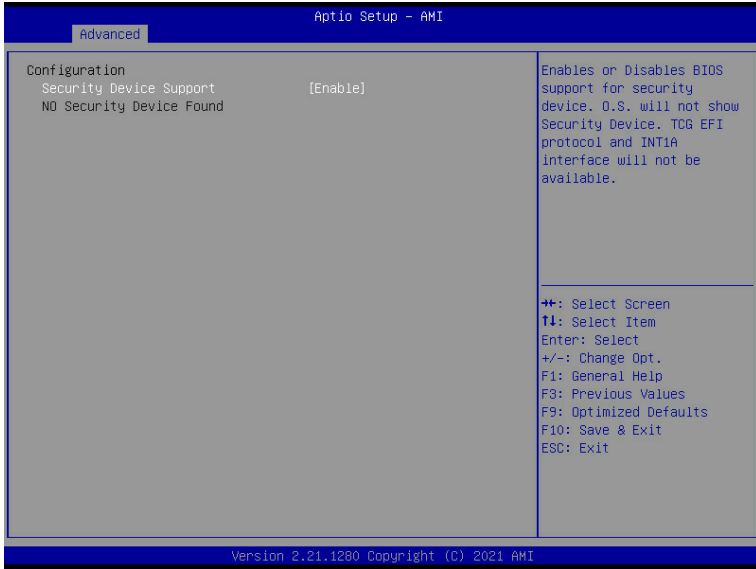 Aptio Setup - AMI
Advanced
Configuration
Security Device Support [Enable]
NO Security Device Found
Enables or Disables BIOS
support for security
device. O.S. will not show
Security Device. TCG EFI
protocol and INT1A
interface will not be
available.
→←: Select Screen
↑↓: Select Item
Enter: Select
+/-: Change Opt.
F1: General Help
F3: Previous Values
F9: Optimized Defaults
F10: Save & Exit
ESC: Exit
Version 2.21.1280 Copyright (C) 2021 AMI